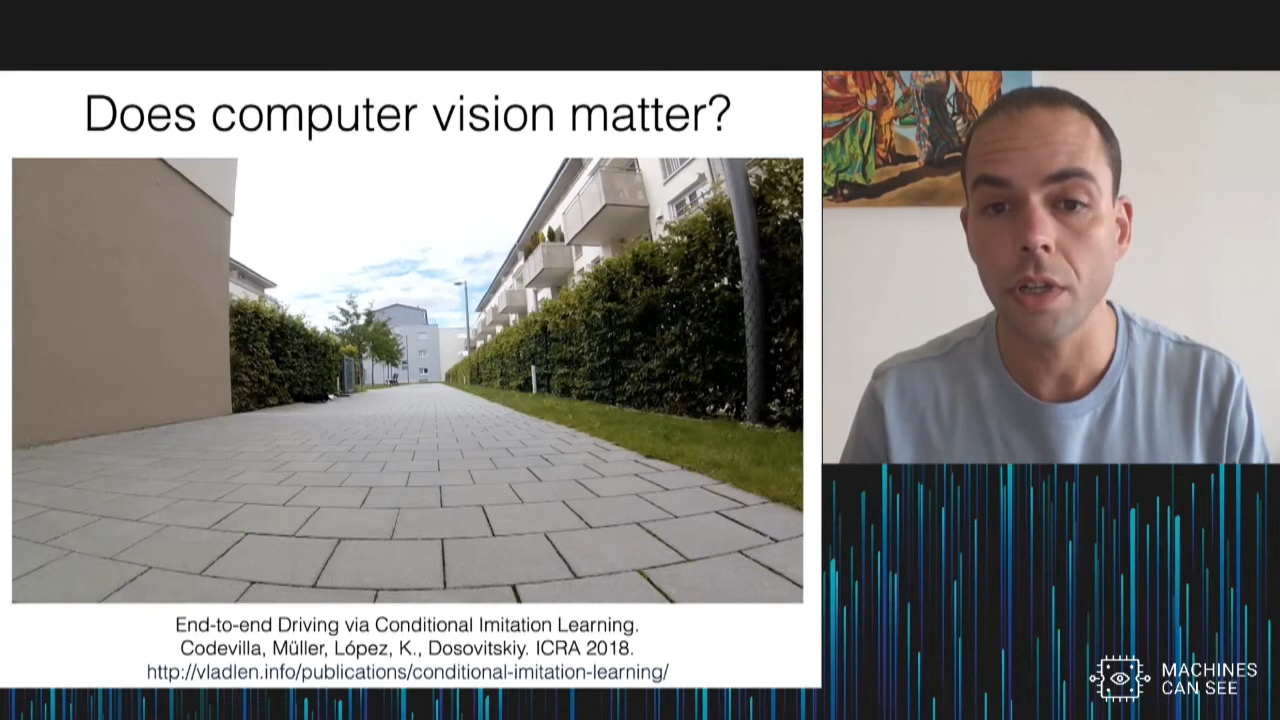 Does computer vision matter?
End-to-end Driving via Conditional Imitation Learning.
Codevilla, Müller, López, K., Dosovitskiy. ICRA 2018.
http://vladlen.info/publications/conditional-imitation-learning/
MACHINES
CAN SEE